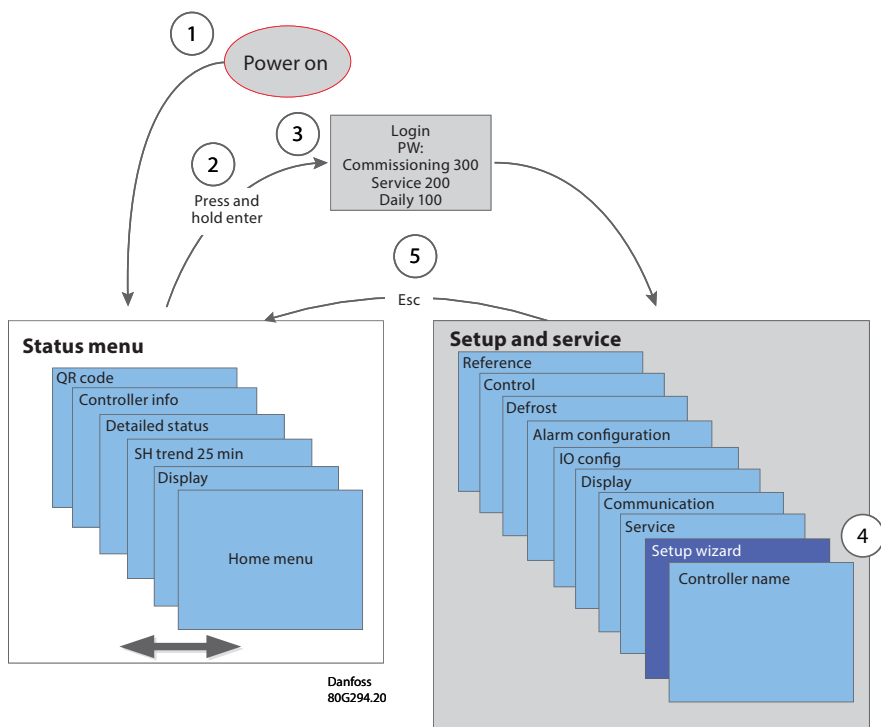 1
Power on
2
Press and
hold enter
3
Login
PW:
Commissioning 300
Service 200
Daily 100
5
Esc
Status menu
QR code
Controller info
Detailed status
SH trend 25 min
Display
Home menu
Danfoss
80G294.20
Setup and service
Reference
Control
Defrost
Alarm configuration
IO config
Display
Communication
Service
Setup wizard
4
Controller name